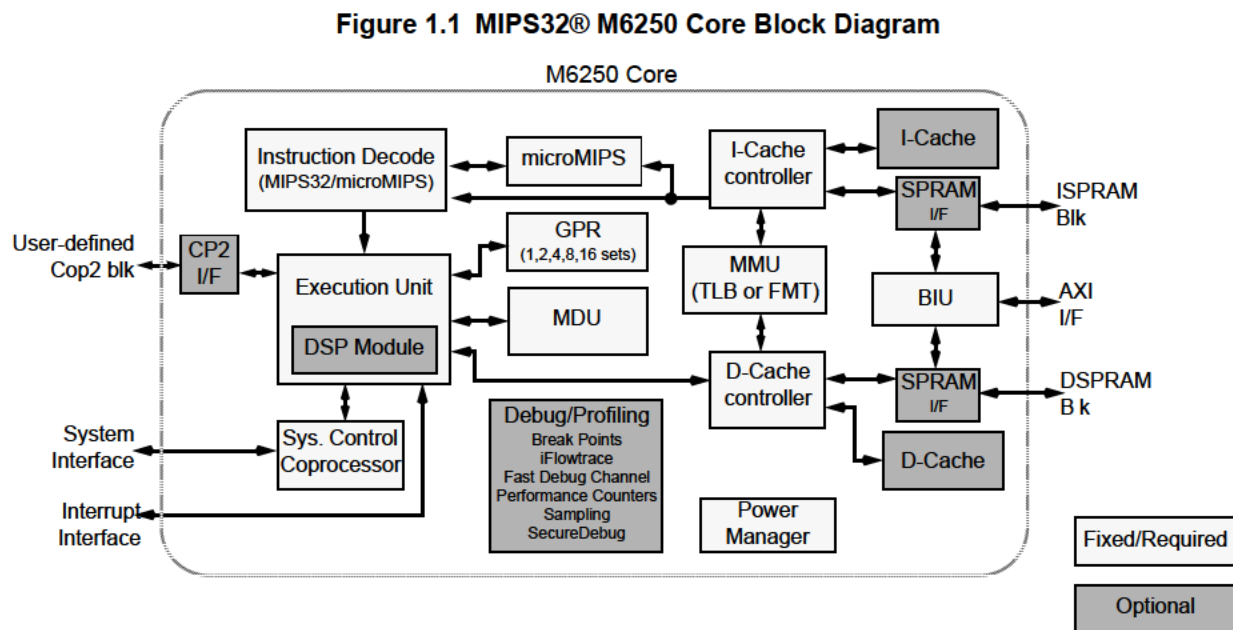 Figure 1.1 MIPS32® M6250 Core Block Diagram
M6250 Core
Instruction Decode
(MIPS32/microMIPS)
microMIPS
I-Cache
controller
I-Cache
SPRAM
I/F
ISPRAM
Blk
User-defined
Cop2 blk
CP2
I/F
GPR
(1,2,4,8,16 sets)
Execution Unit
DSP Module
MDU
MMU
(TLB or FMT)
BIU
AXI
I/F
D-Cache
controller
SPRAM
I/F
DSPRAM
B k
D-Cache
System
Interface
Sys. Control
Coprocessor
Interrupt
Interface
Debug/Profiling
Break Points
iFlowtrace
Fast Debug Channel
Performance Counters
Sampling
SecureDebug
Power
Manager
Fixed/Required
Optional